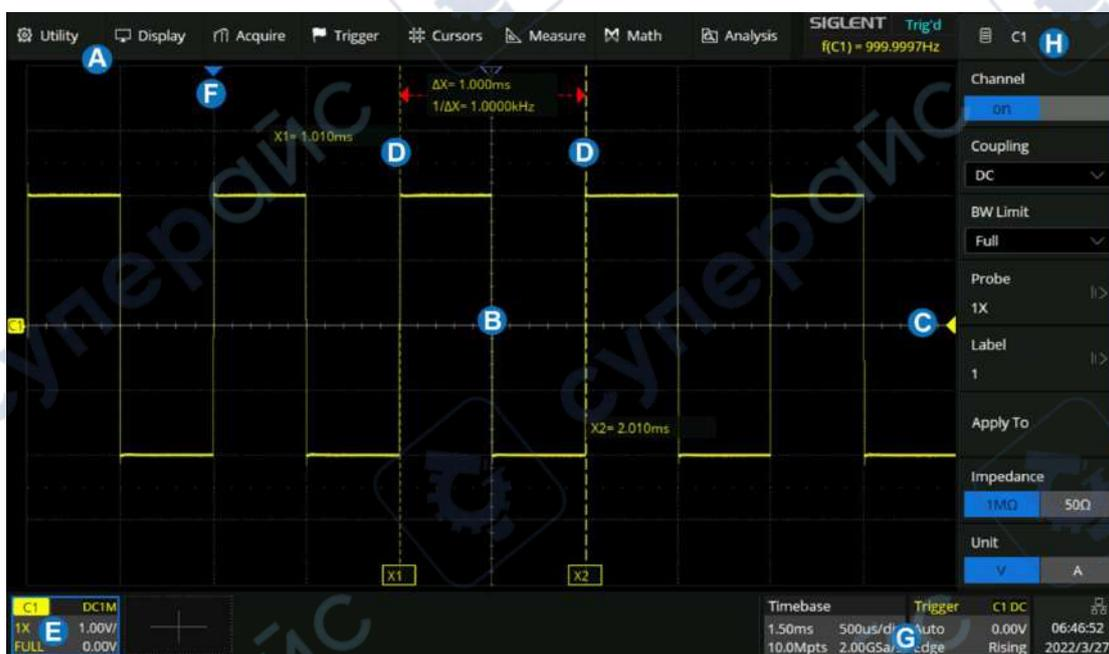 Utility Display Acquire Trigger Cursors Measure Math Analysis
SIGLENT Trig'd
f(C1) = 999.9997Hz
C1
A
H
F
ΔX= 1.000ms
1/ΔX= 1.0000kHz
X1= 1.010ms
D
D
Channel
on
Coupling
DC
BW Limit
Full
Probe
1X
C1
B
C
Label
1
X2= 2.010ms
Apply To
Impedance
1MΩ 50Ω
Unit
V A
X1
X2
C1 DC1M
1X 1.00V/
FULL 0.00V
E
Timebase
1.50ms 500us/di
10.0Mpts 2.00GSa/s
G
Trigger C1 DC
Auto 0.00V
Edge Rising
06:46:52
2022/3/27
суперайс
суперайс